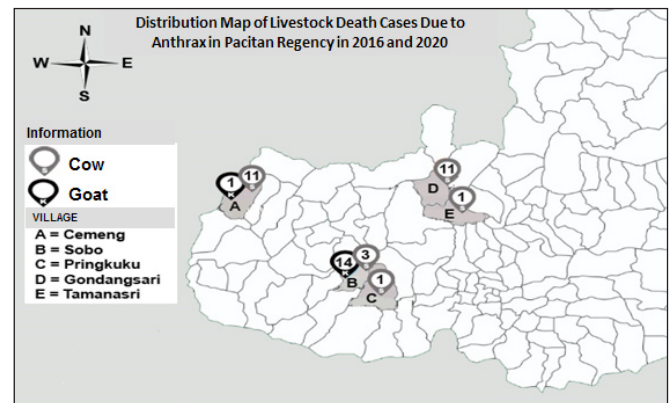 Distribution Map of Livestock Death Cases Due to
Anthrax in Pacitan Regency in 2016 and 2020
N
W E
S
Information
Cow
Goat
VILLAGE
A = Cemeng
B = Sobo
C = Pringkuku
D = Gondangsari
E = Tamanasri
1 11
A
11
D
1
E
14 3
B
1
C